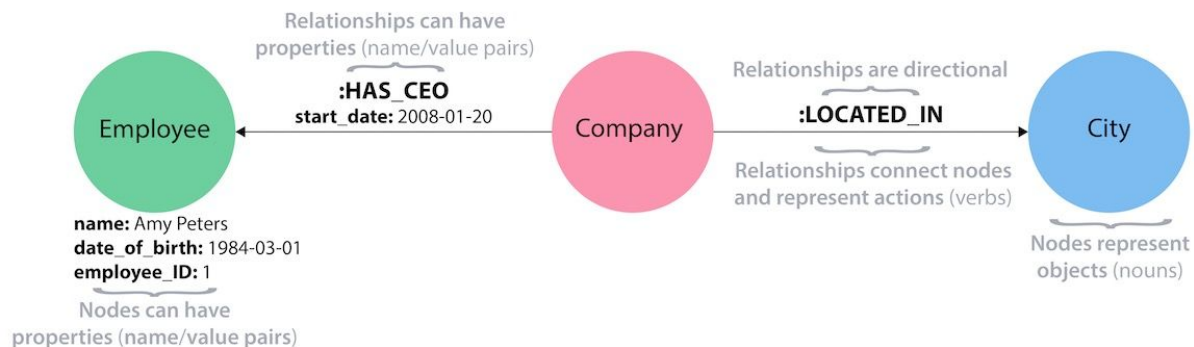 Relationships can have
properties (name/value pairs)
:HAS_CEO
start_date: 2008-01-20
Employee
name: Amy Peters
date_of_birth: 1984-03-01
employee_ID: 1
Nodes can have
properties (name/value pairs)
Company
Relationships are directional
:LOCATED_IN
Relationships connect nodes
and represent actions (verbs)
City
Nodes represent
objects (nouns)